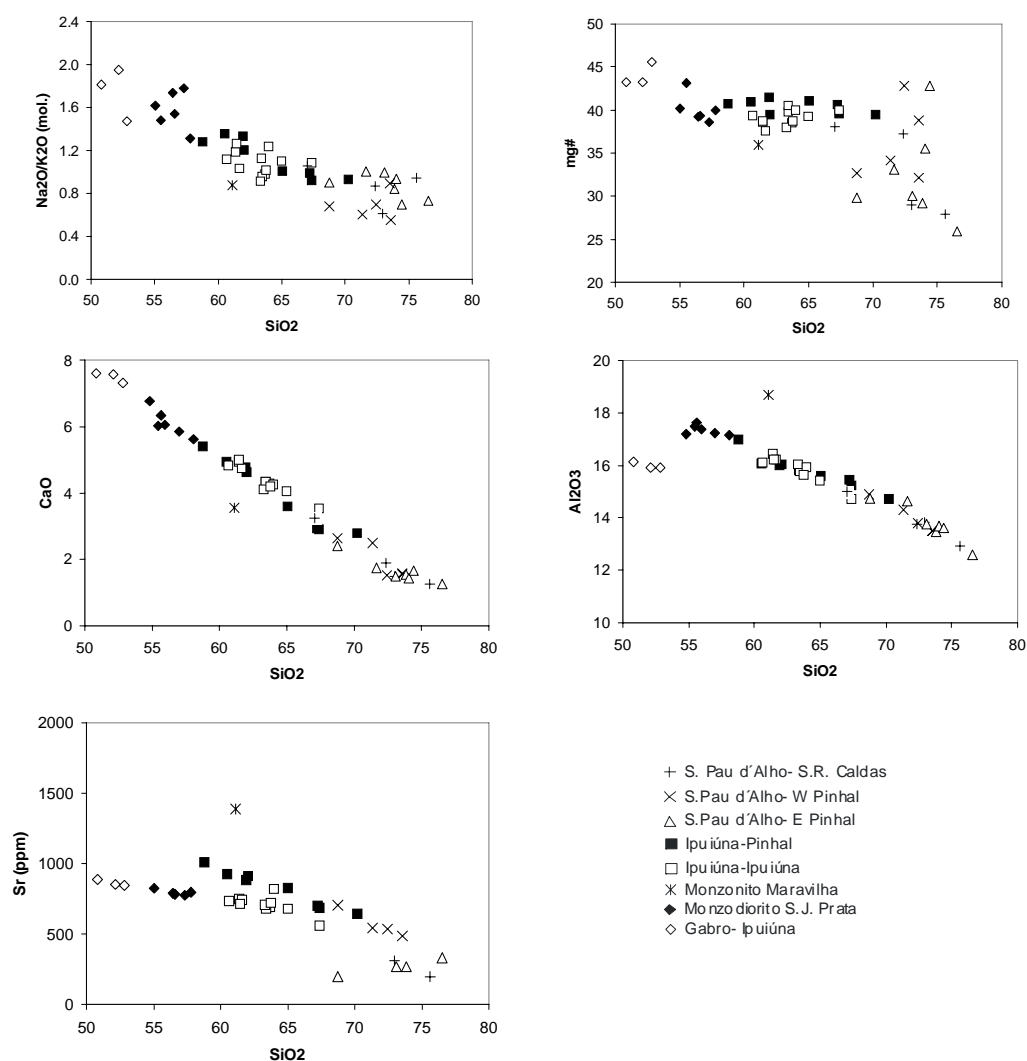 2.4
2.0
1.6
1.2
0.8
0.4
0.0
Na2O/K2O (mol.)
50 55 60 65 70 75 80
SiO2
50
45
40
35
30
25
20
mg#
50 55 60 65 70 75 80
SiO2
8
6
4
2
0
CaO
50 55 60 65 70 75 80
SiO2
20
18
16
14
12
10
Al2O3
50 55 60 65 70 75 80
SiO2
2000
1500
1000
500
0
Sr (ppm)
50 55 60 65 70 75 80
SiO2
S. Pau d´Alho- S.R. Caldas
S.Pau d´Alho- W Pinhal
S.Pau d´Alho- E Pinhal
Ipuiúna-Pinhal
Ipuiúna-Ipuiúna
Monzonito Maravilha
Monzodiorito S.J. Prata
Gabro- Ipuiúna